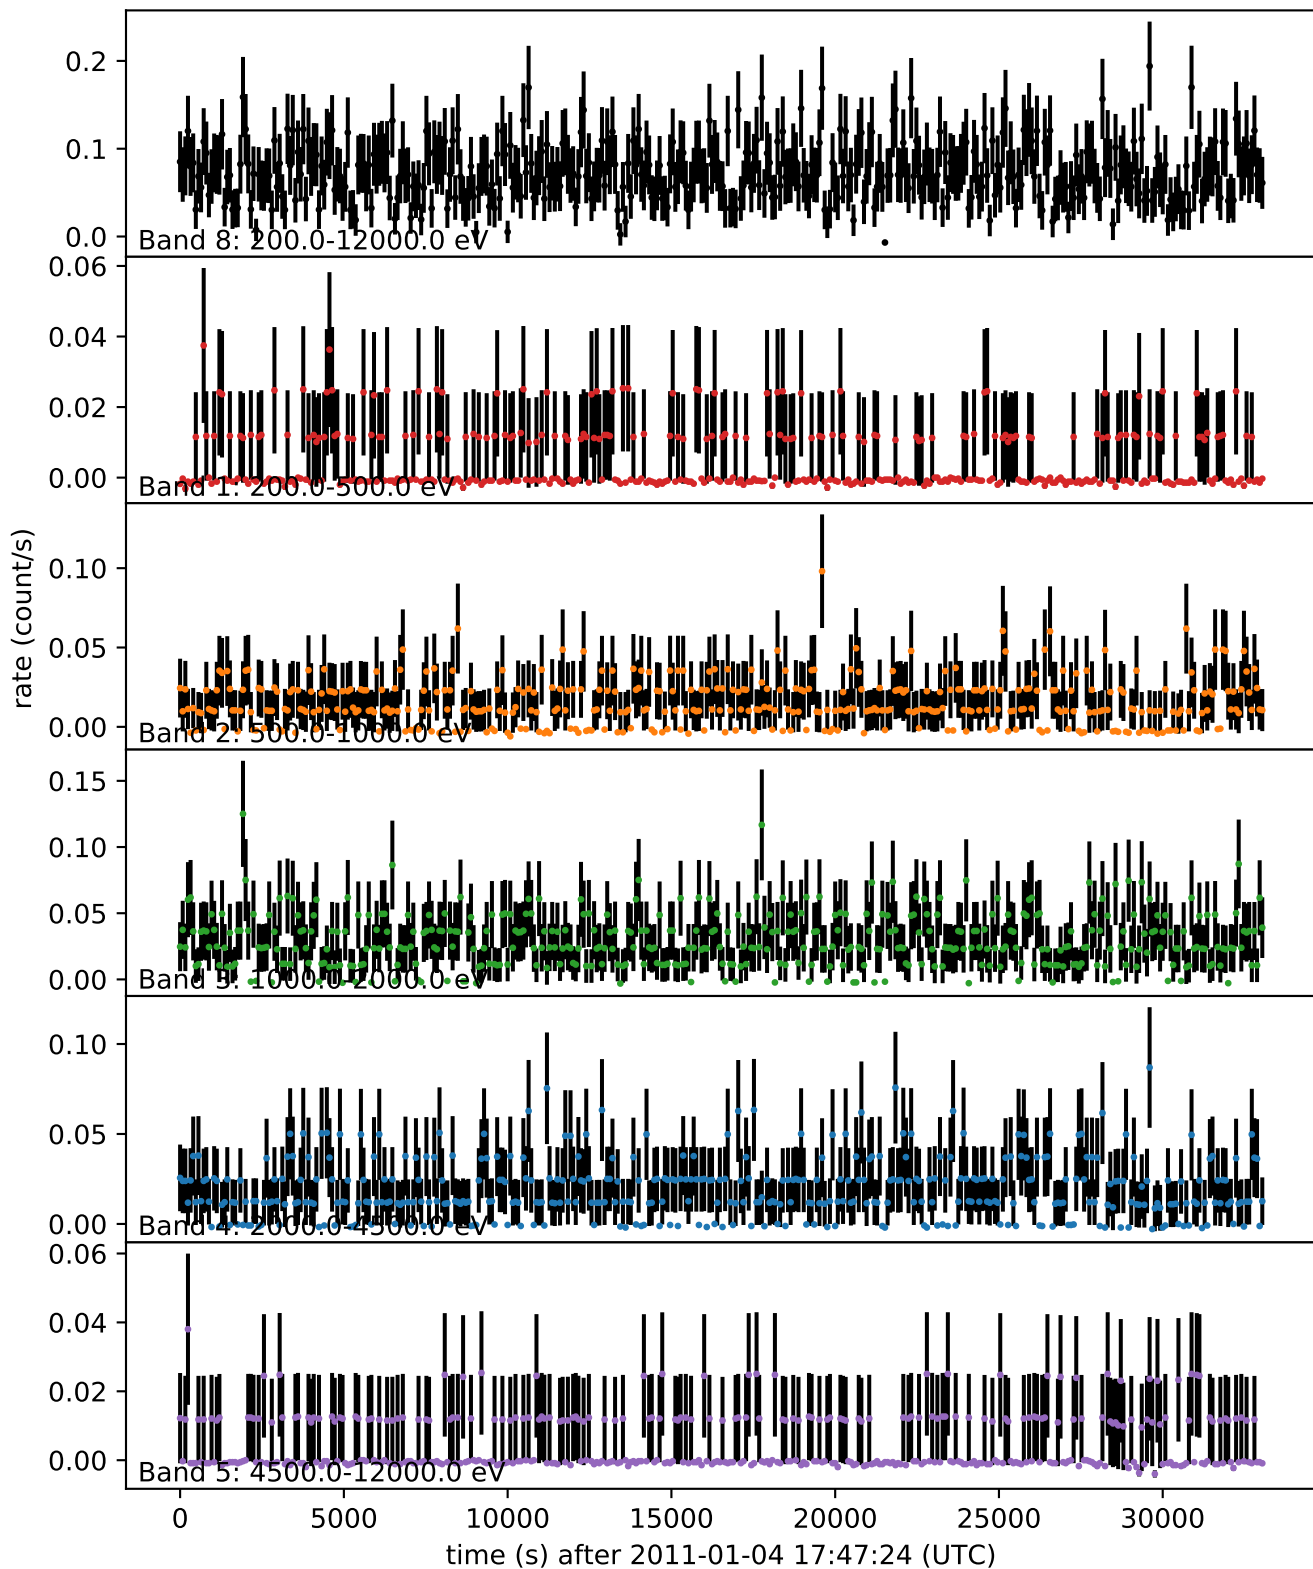 0.2
0.1
0.0
Band 8: 200.0-12000.0 eV
0.06
0.04
0.02
0.00
Band 1: 200.0-500.0 eV
rate (count/s)
0.10
0.05
0.00
Band 2: 500.0-1000.0 eV
0.15
0.10
0.05
0.00
Band 3: 1000.0-2000.0 eV
0.10
0.05
0.00
Band 4: 2000.0-4500.0 eV
0.06
0.04
0.02
0.00
Band 5: 4500.0-12000.0 eV
0 5000 10000 15000 20000 25000 30000
time (s) after 2011-01-04 17:47:24 (UTC)